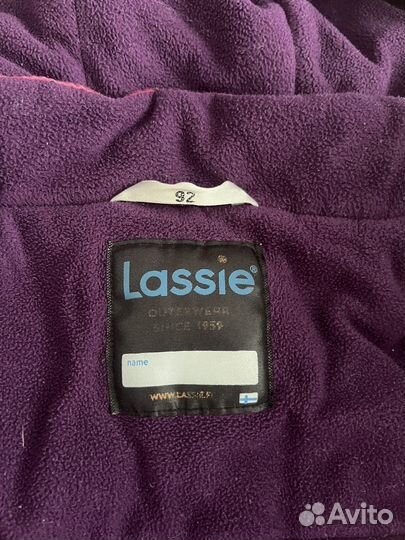 92
Lassie®
OUTERWEAR
SINCE 1959
name
WWW.LASSIE.FI
Avito